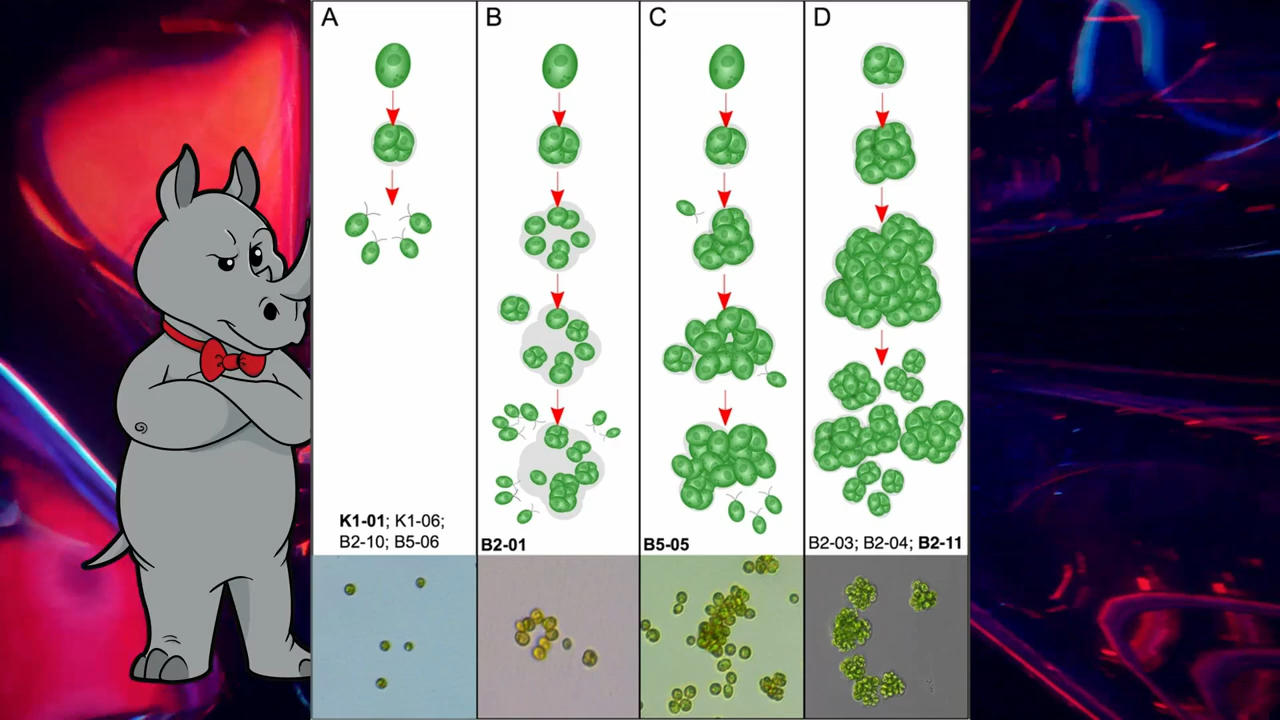 A
B
C
D
K1-01; K1-06;
B2-10; B5-06
B2-01
B5-05
B2-03; B2-04; B2-11